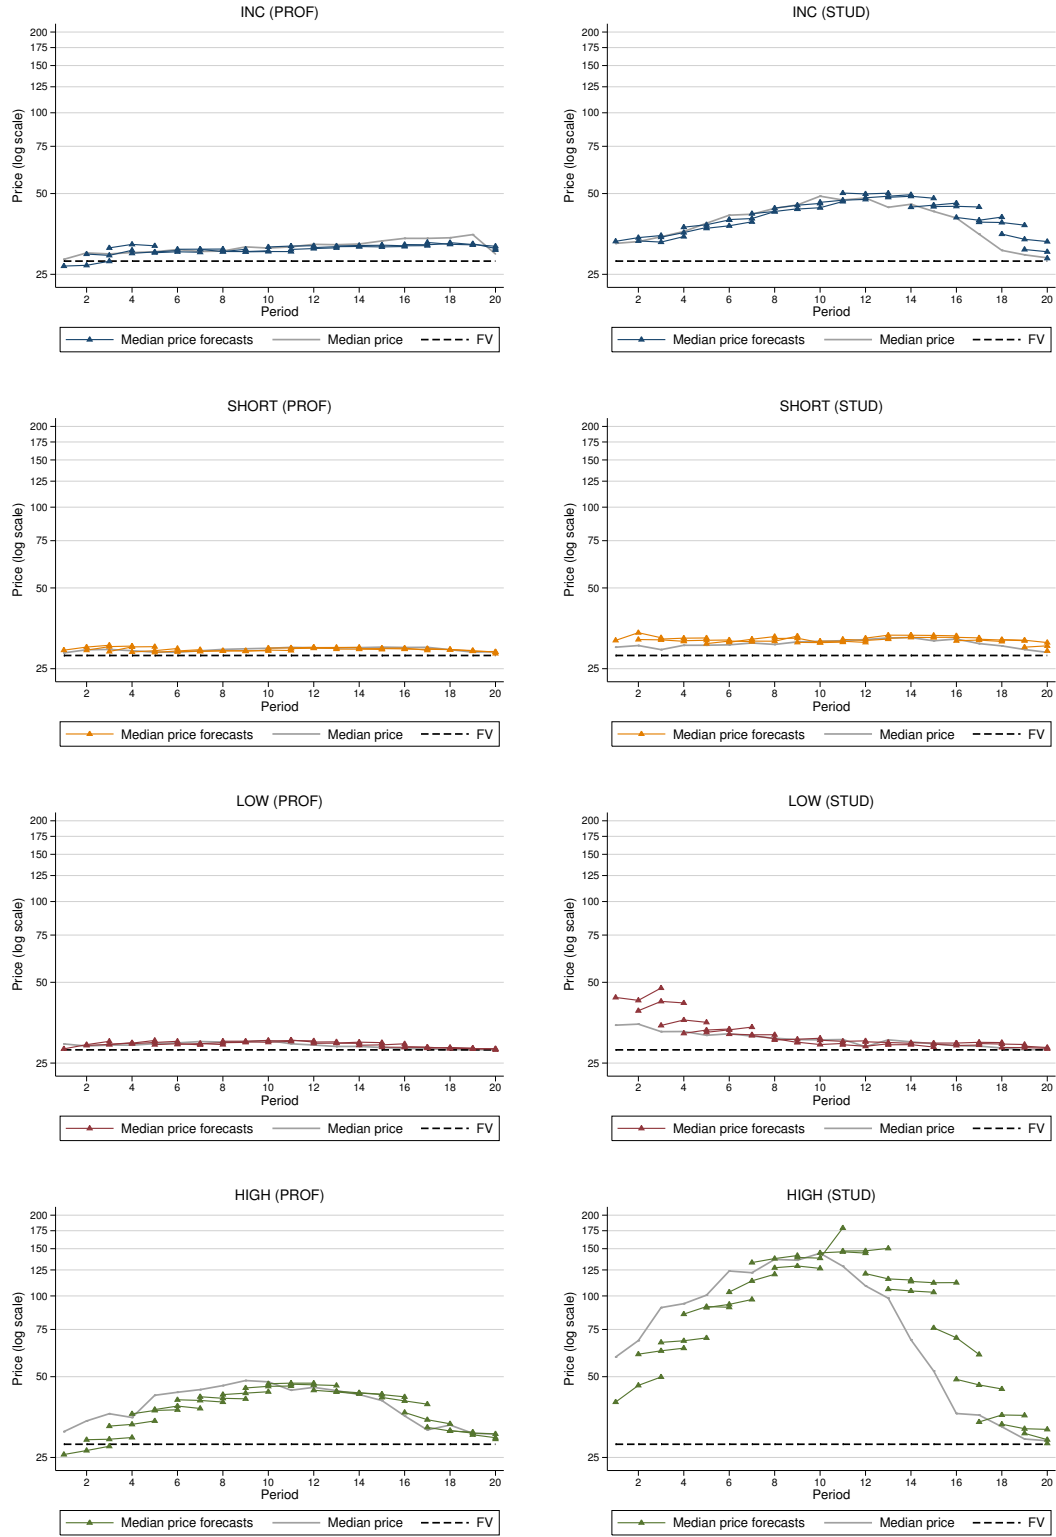 INC (PROF)
Price (log scale)
200
175
150
125
100
75
50
25
2 4 6 8 10 12 14 16 18 20
Period
Median price forecasts Median price FV
INC (STUD)
Price (log scale)
200
175
150
125
100
75
50
25
2 4 6 8 10 12 14 16 18 20
Period
Median price forecasts Median price FV
SHORT (PROF)
Price (log scale)
200
175
150
125
100
75
50
25
2 4 6 8 10 12 14 16 18 20
Period
Median price forecasts Median price FV
SHORT (STUD)
Price (log scale)
200
175
150
125
100
75
50
25
2 4 6 8 10 12 14 16 18 20
Period
Median price forecasts Median price FV
LOW (PROF)
Price (log scale)
200
175
150
125
100
75
50
25
2 4 6 8 10 12 14 16 18 20
Period
Median price forecasts Median price FV
LOW (STUD)
Price (log scale)
200
175
150
125
100
75
50
25
2 4 6 8 10 12 14 16 18 20
Period
Median price forecasts Median price FV
HIGH (PROF)
Price (log scale)
200
175
150
125
100
75
50
25
2 4 6 8 10 12 14 16 18 20
Period
Median price forecasts Median price FV
HIGH (STUD)
Price (log scale)
200
175
150
125
100
75
50
25
2 4 6 8 10 12 14 16 18 20
Period
Median price forecasts Median price FV